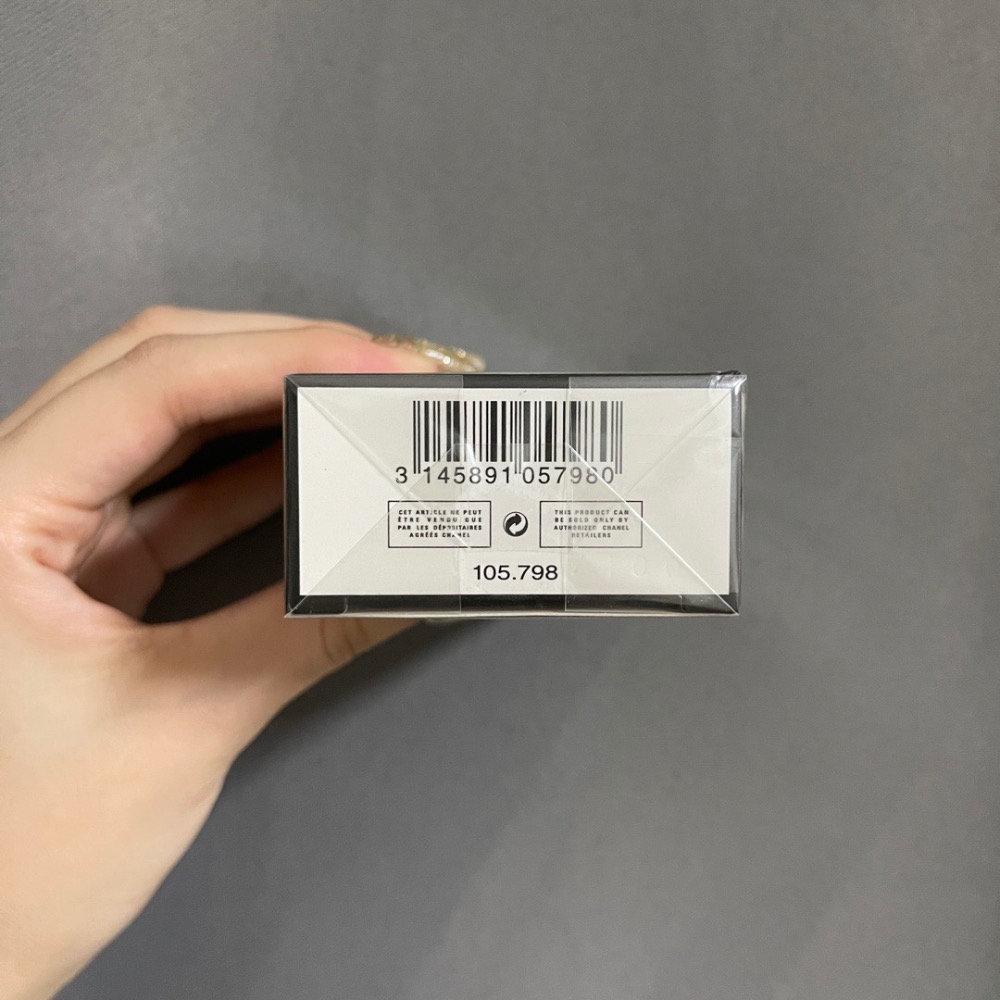 3 145891 057980
CET ARTICLE NE PEUT
ÊTRE VENDU QUE
PAR LES DÉPOSITAIRES
AGRÉÉS CHANEL
THIS PRODUCT CAN
BE SOLD ONLY BY
AUTHORIZED CHANEL
RETAILERS
105.798